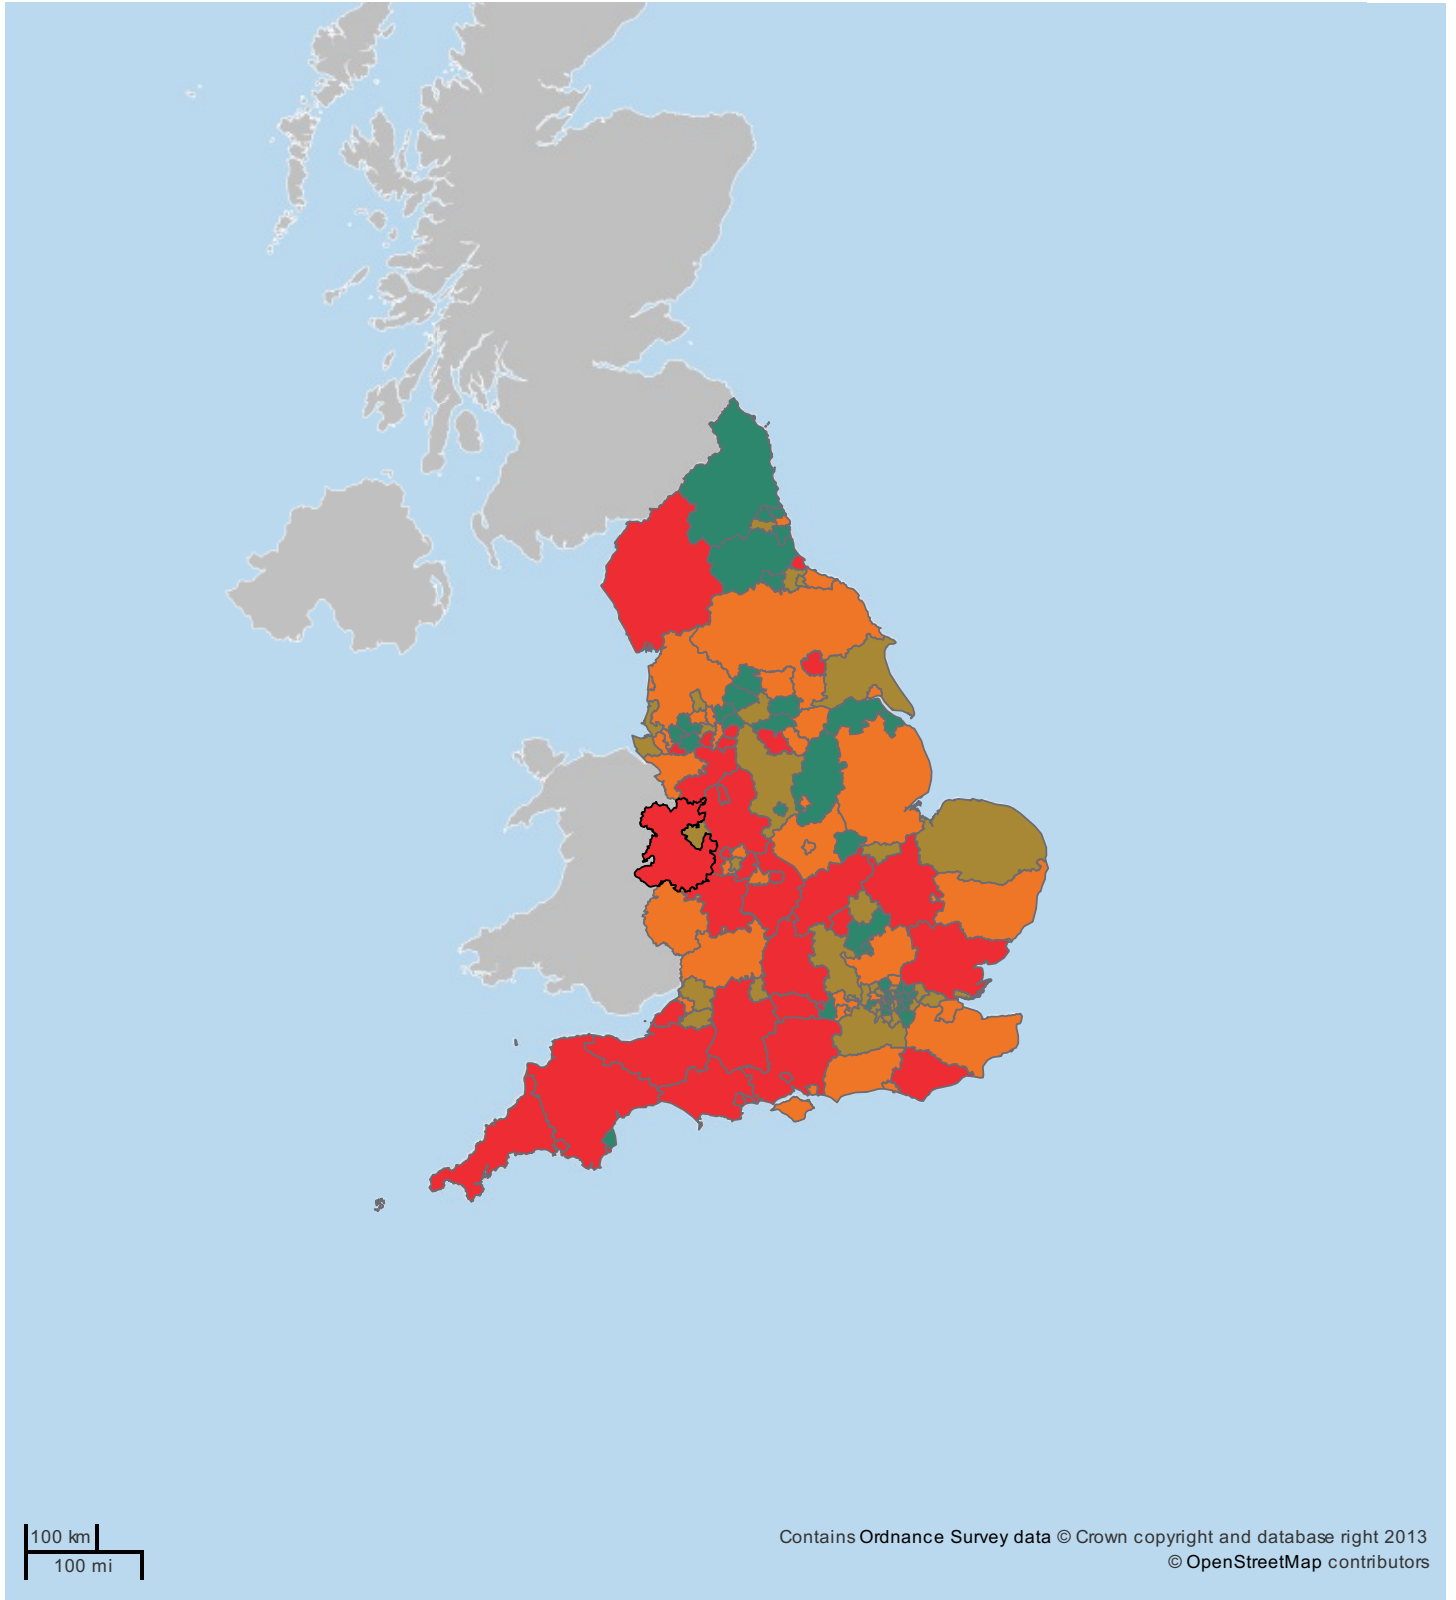 100 km
100 mi
Contains Ordnance Survey data © Crown copyright and database right 2013
© OpenStreetMap contributors